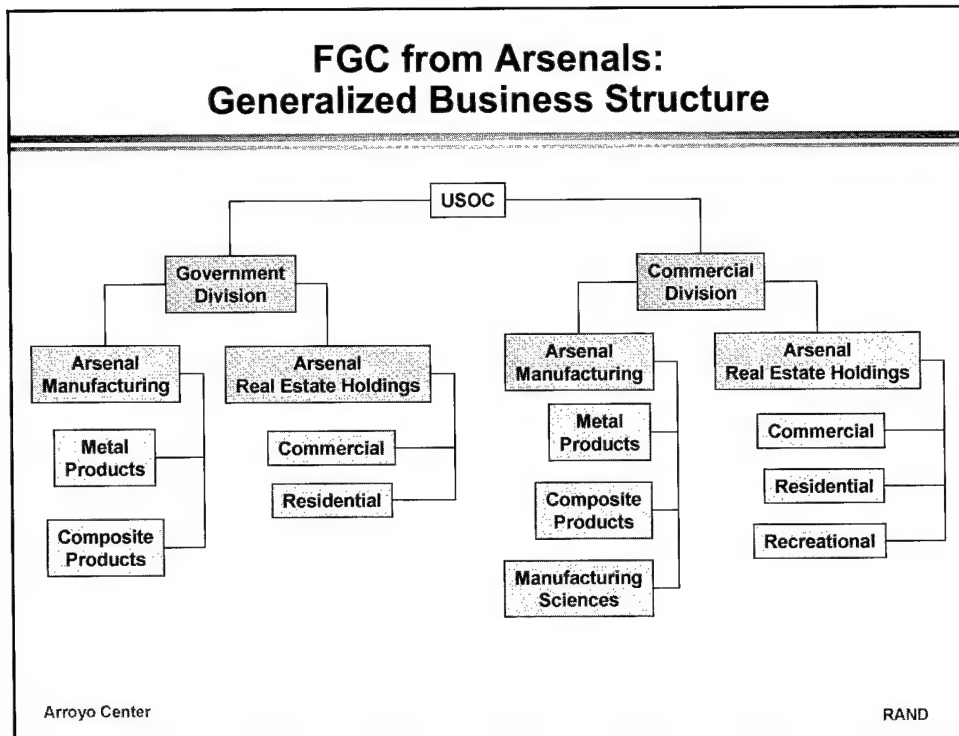 FGC from Arsenals:
Generalized Business Structure
USOC
Government
Division
Commercial
Division
Arsenal
Manufacturing
Arsenal
Real Estate Holdings
Arsenal
Manufacturing
Arsenal
Real Estate Holdings
Metal
Products
Commercial
Metal
Products
Commercial
Residential
Composite
Products
Residential
Composite
Products
Recreational
Manufacturing
Sciences
Arroyo Center
RAND